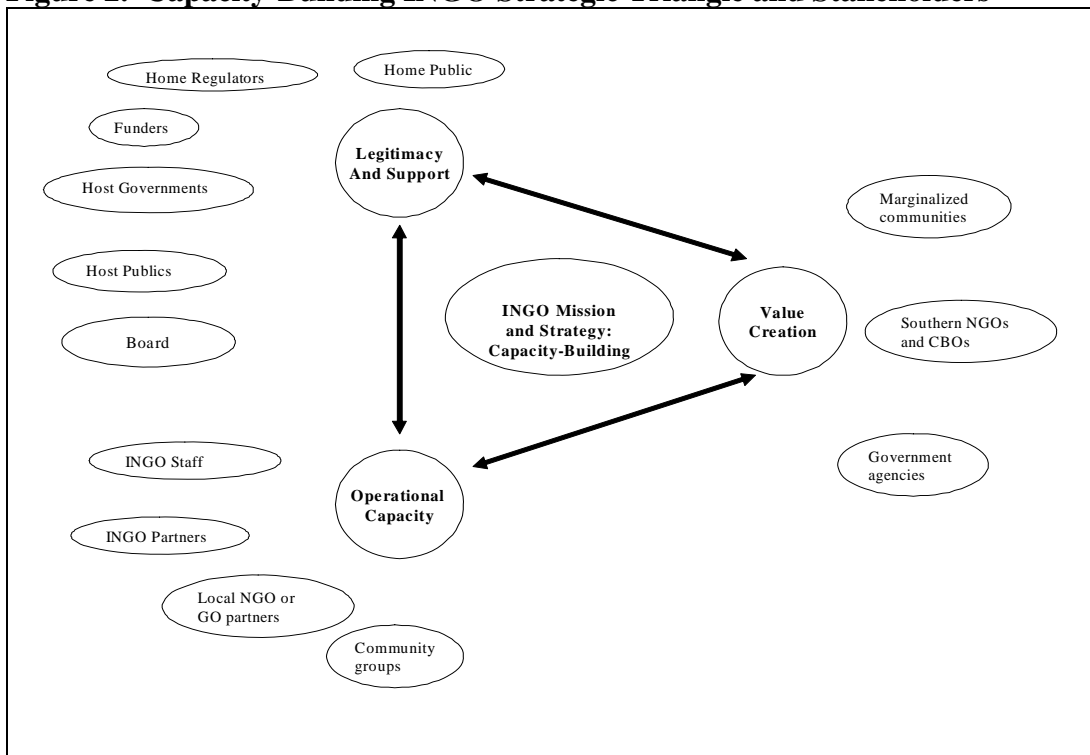 Figure 2: Capacity-Building INGO Strategic Triangle and Stakeholders
Home Regulators
Home Public
Funders
Legitimacy
And Support
Host Governments
Marginalized
communities
Host Publics
INGO Mission
and Strategy:
Capacity-Building
Value
Creation
Southern NGOs
and CBOs
Board
INGO Staff
Government
agencies
Operational
Capacity
INGO Partners
Local NGO or
GO partners
Community
groups